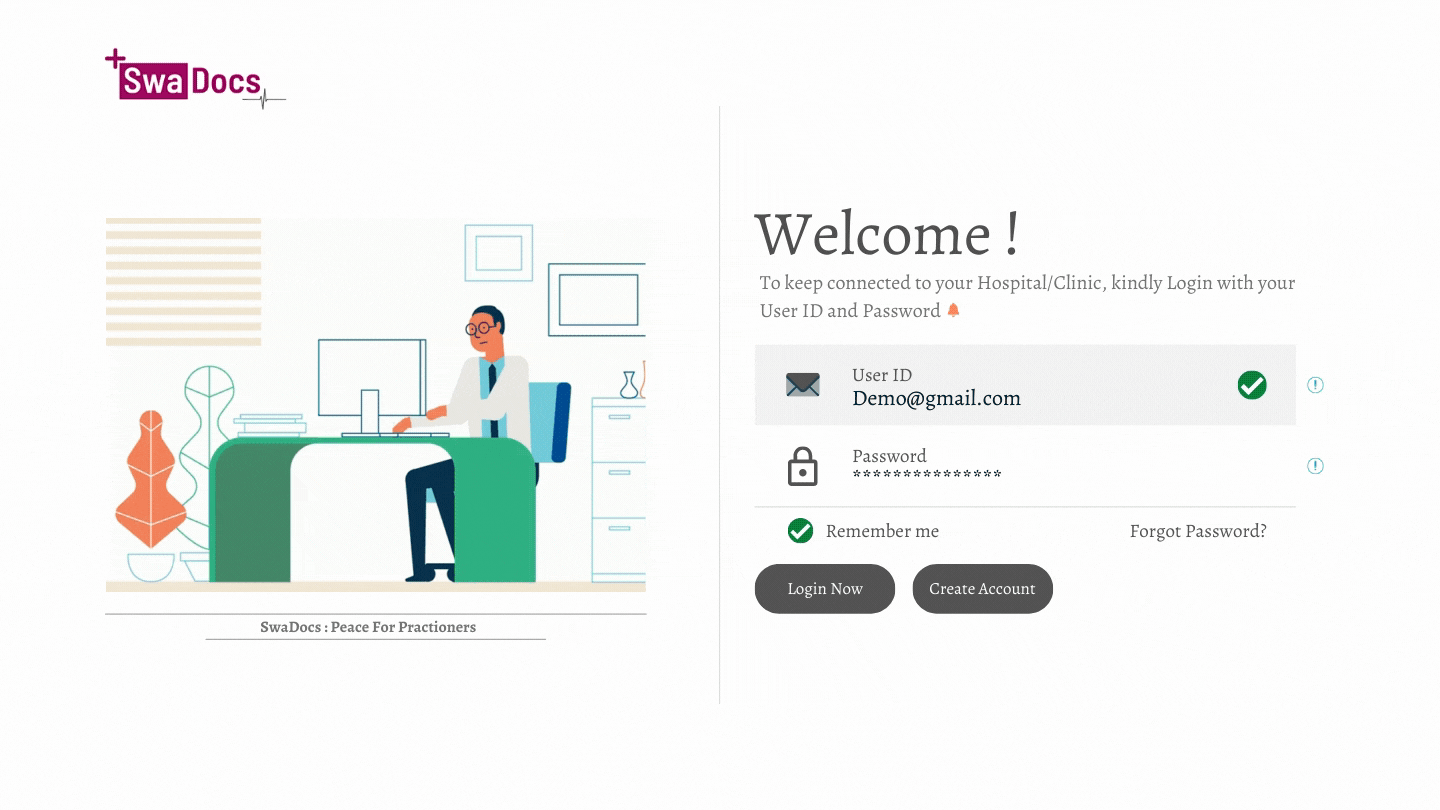 SwaDocs
Welcome !
To keep connected to your Hospital/Clinic, kindly Login with your
User ID and Password
User ID
Demo@gmail.com
Password
***************
Remember me
Forgot Password?
Login Now
Create Account
SwaDocs : Peace For Practioners